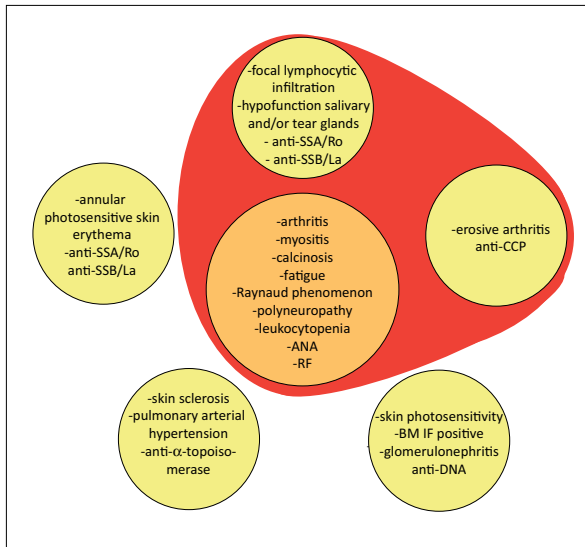 -focal lymphocytic
infiltration
-hypofunction salivary
and/or tear glands
- anti-SSA/Ro
- anti-SSB/La
-annular
photosensitive skin
erythema
-anti-SSA/Ro
anti-SSB/La
-arthritis
-myositis
-calcinosis
-fatigue
-Raynaud phenomenon
-polyneuropathy
-leukocytopenia
-ANA
-RF
-erosive arthritis
anti-CCP
-skin sclerosis
-pulmonary arterial
hypertension
-anti-α-topoiso-
merase
-skin photosensitivity
-BM IF positive
-glomerulonephritis
anti-DNA